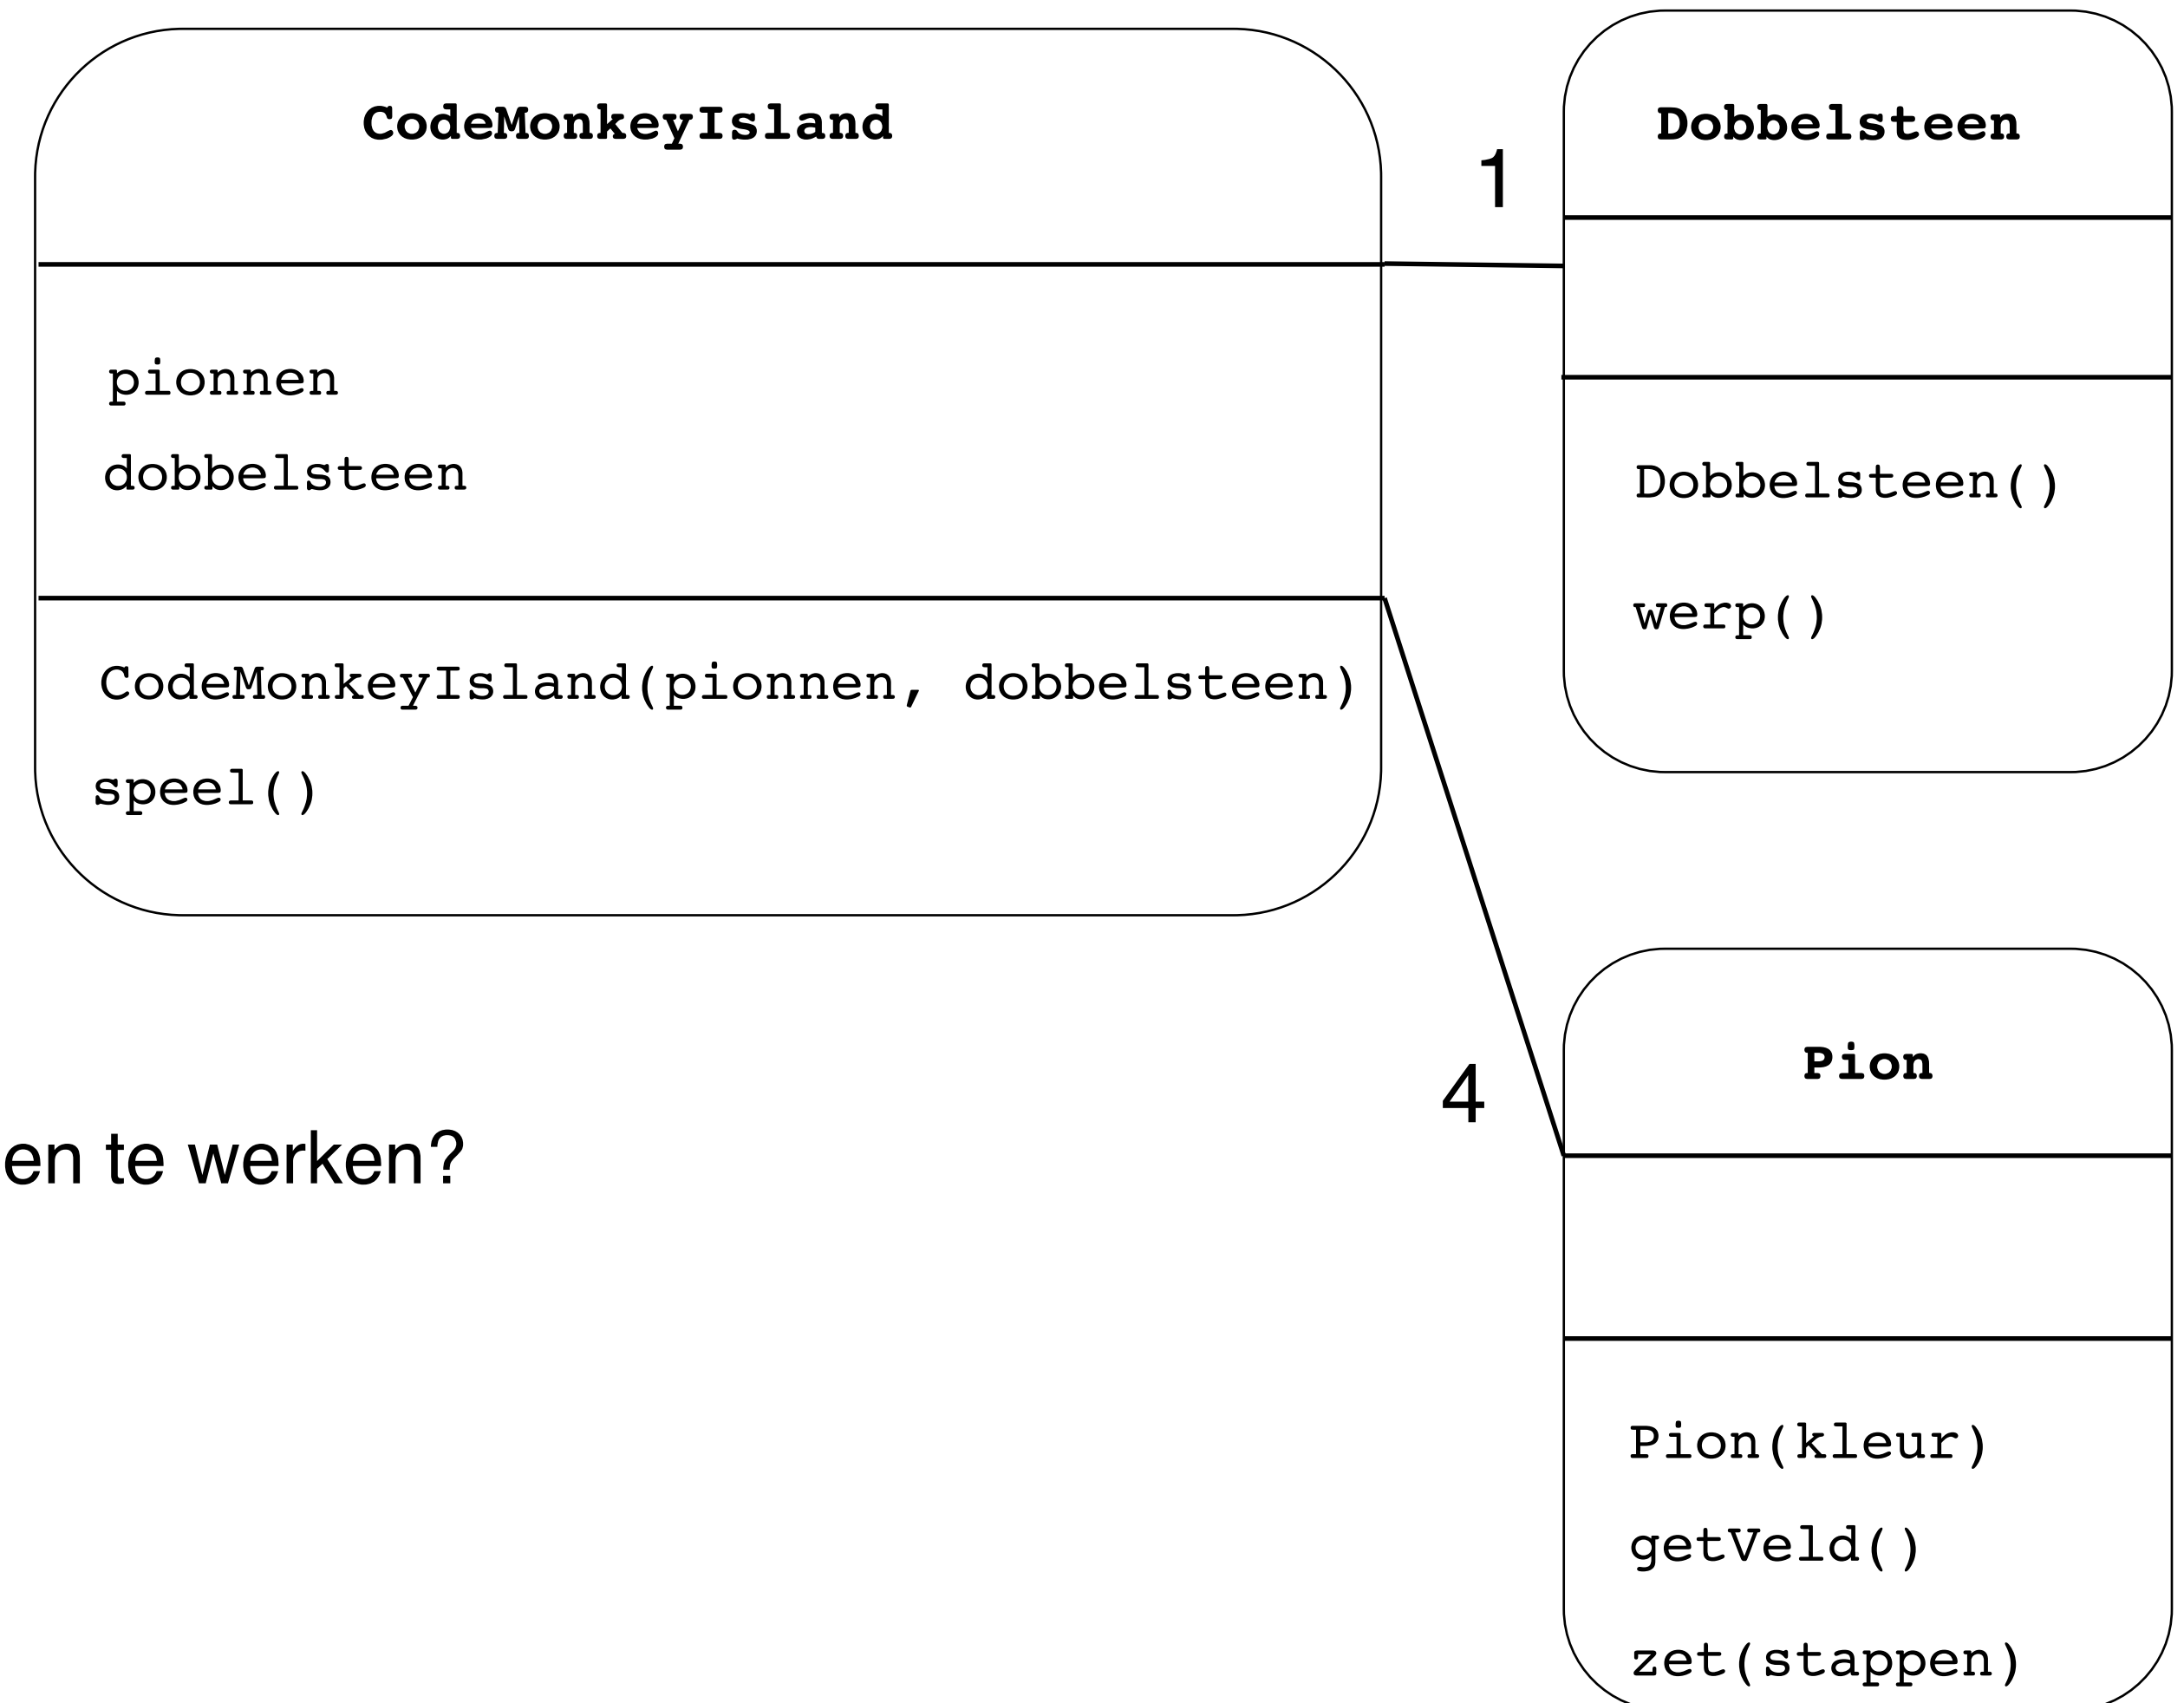 CodeMonkeyIsland
pionnen
dobbelsteen
CodeMonkeyIsland(pionnen, dobbelsteen)
speel()
1
Dobbelsteen
Dobbelsteen()
werp()
4
Pion
Pion(kleur)
getVeld()
zet(stappen)
en te werken?